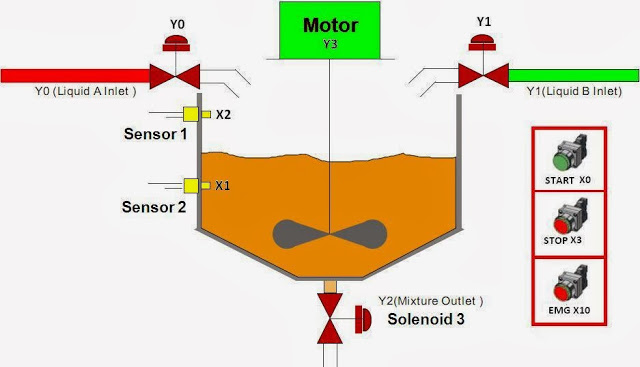 Y0
Motor
Y3
Y1
Y0 (Liquid A Inlet )
Y1(Liquid B Inlet)
X2
Sensor 1
X1
Sensor 2
START X0
STOP X3
EMG X10
Y2(Mixture Outlet )
Solenoid 3